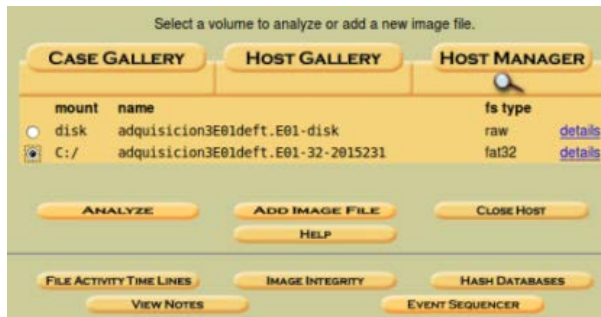 Select a volume to analyze or add a new image file.
CASE GALLERY HOST GALLERY HOST MANAGER
mount name fs type
disk adquisicion3E01deft.E01-disk raw details
C:/ adquisicion3E01deft.E01-32-2015231 fat32 details
ANALYZE ADD IMAGE FILE CLOSE HOST
HELP
FILE ACTIVITY TIME LINES IMAGE INTEGRITY HASH DATABASES
VIEW NOTES EVENT SEQUENCER